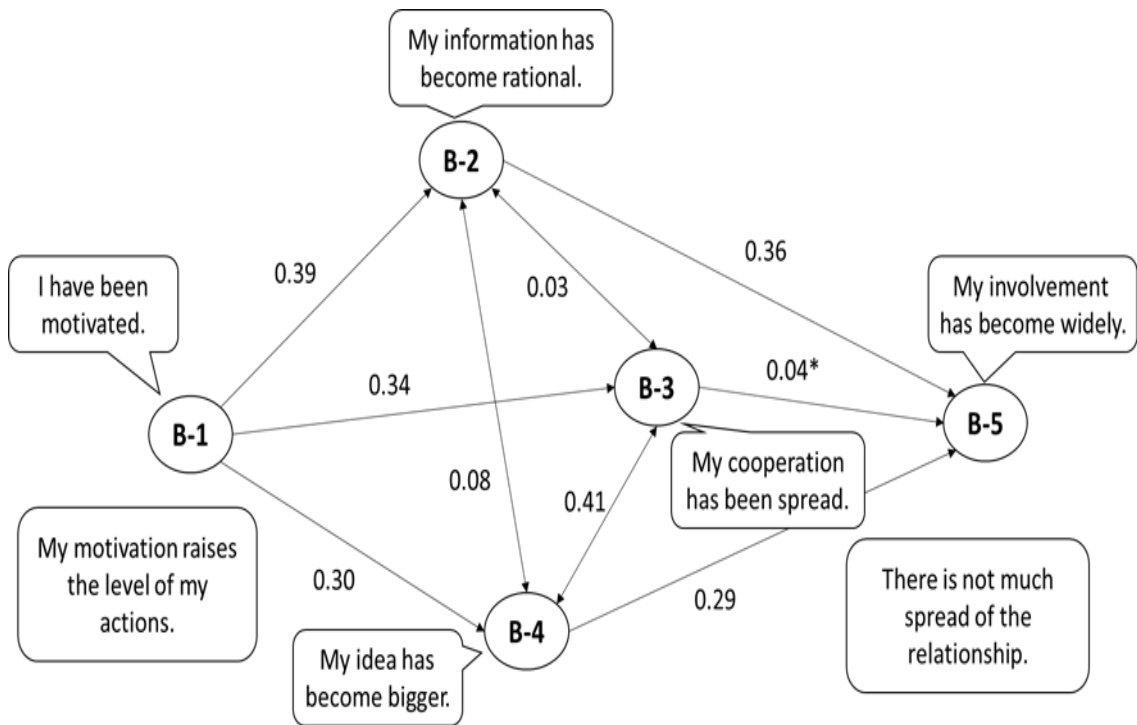 My information has
become rational.
B-2
0.39
0.36
0.03
I have been
motivated.
My involvement
has become widely.
0.34
B-3
0.04*
B-1
B-5
0.08
0.41
My cooperation
has been spread.
My motivation raises
the level of my
actions.
0.30
0.29
There is not much
spread of the
relationship.
B-4
My idea has
become bigger.